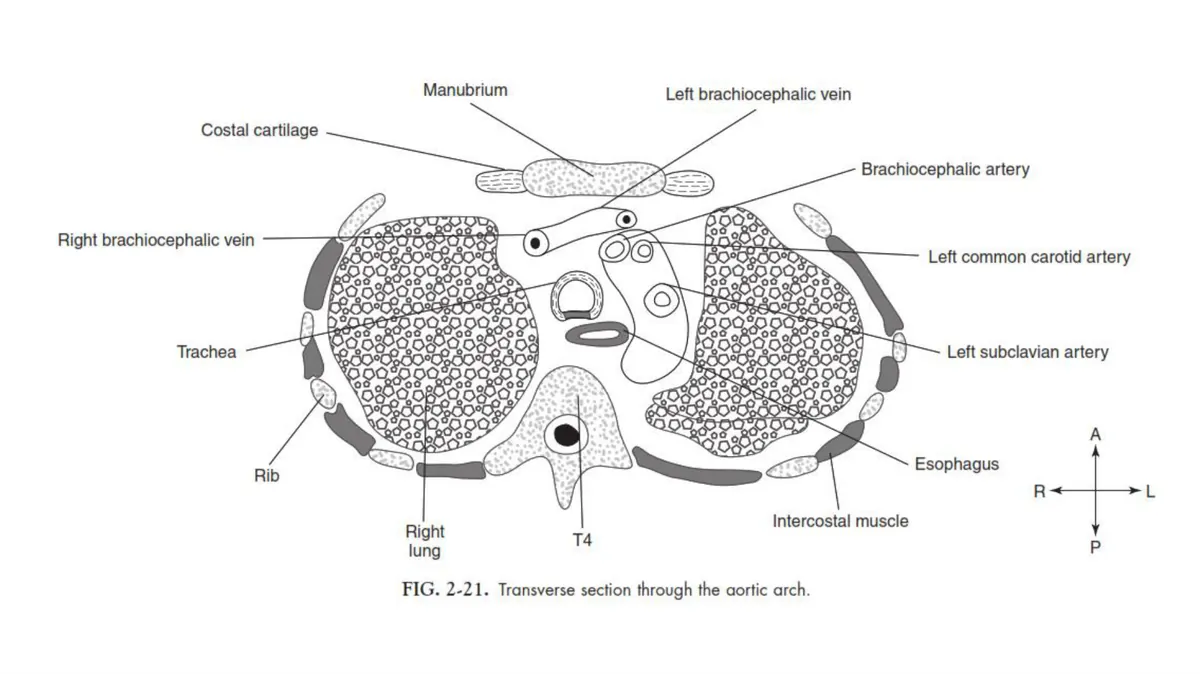 Manubrium
Left brachiocephalic vein
Costal cartilage
Brachiocephalic artery
Right brachiocephalic vein
Left common carotid artery
Trachea
Left subclavian artery
Rib
Esophagus
Right
lung
T4
Intercostal muscle
A
R
L
P
FIG. 2-21. Transverse section through the aortic arch.